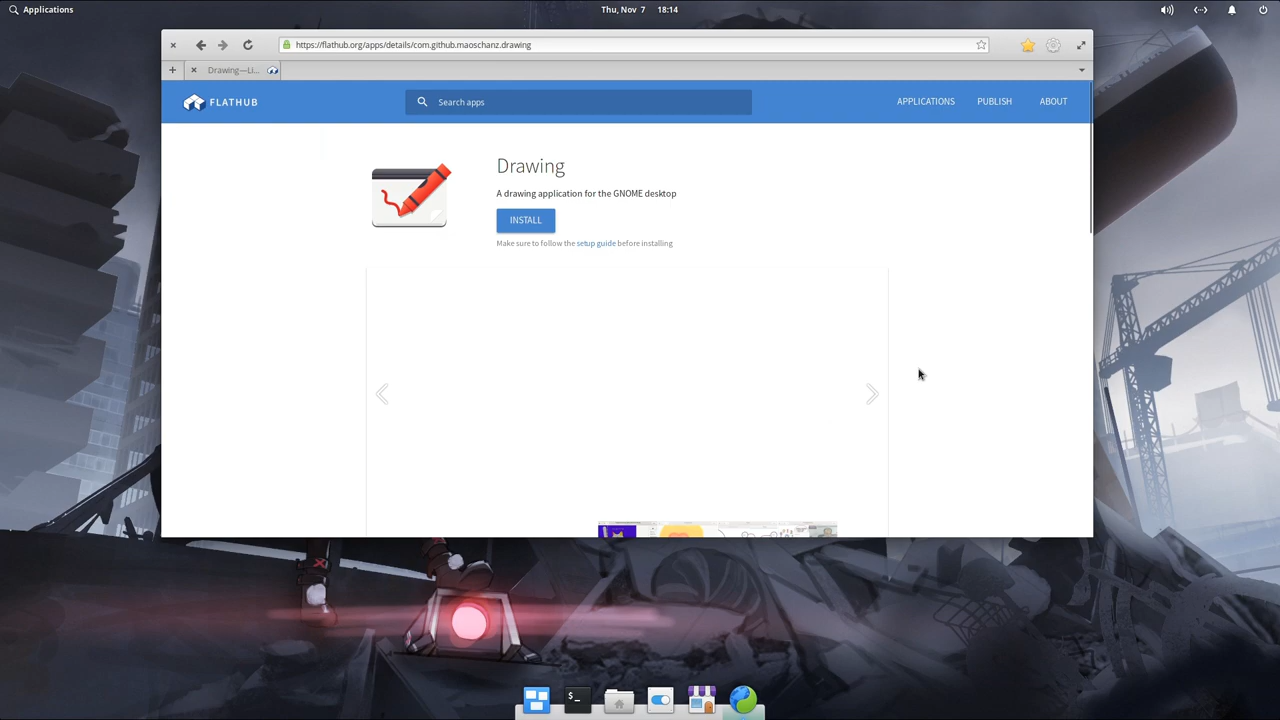 Applications
Thu, Nov 7 18:14
https://flathub.org/apps/details/com.github.maoschanz.drawing
Drawing—Li...
FLATHUB
Search apps
APPLICATIONS PUBLISH ABOUT
Drawing
A drawing application for the GNOME desktop
INSTALL
Make sure to follow the setup guide before installing